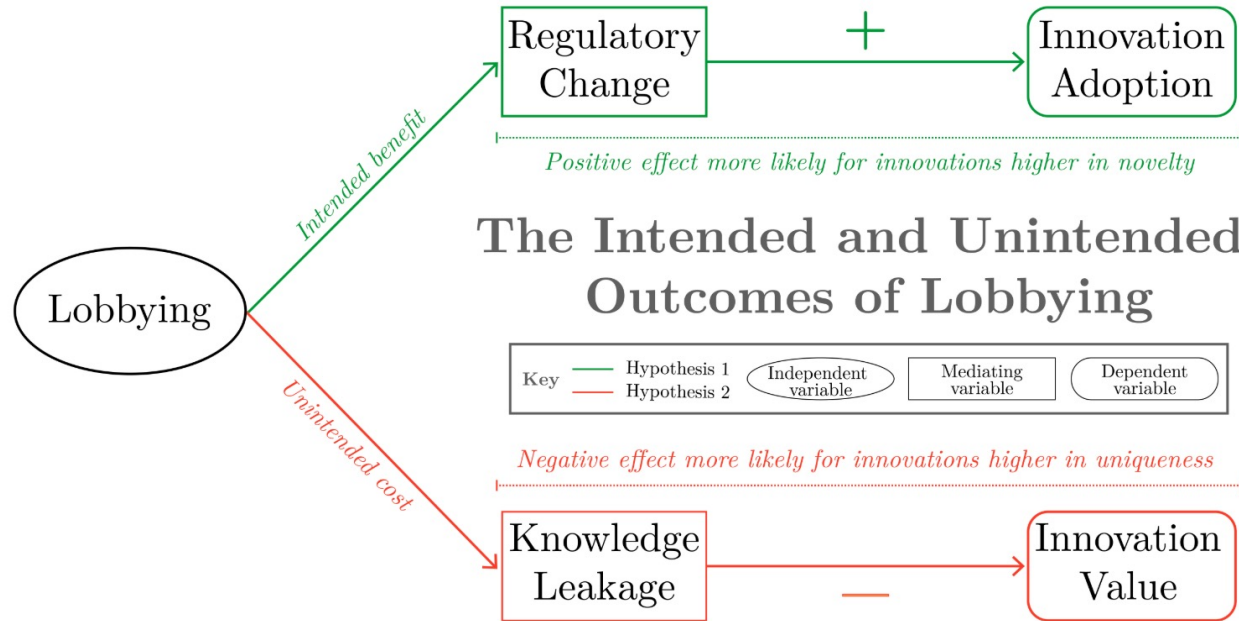 Regulatory
Change
+
Innovation
Adoption
Intended benefit
Positive effect more likely for innovations higher in novelty
The Intended and Unintended
Outcomes of Lobbying
Lobbying
Key
Hypothesis 1
Hypothesis 2
Independent
variable
Mediating
variable
Dependent
variable
Unintended cost
Negative effect more likely for innovations higher in uniqueness
Knowledge
Leakage
—
Innovation
Value